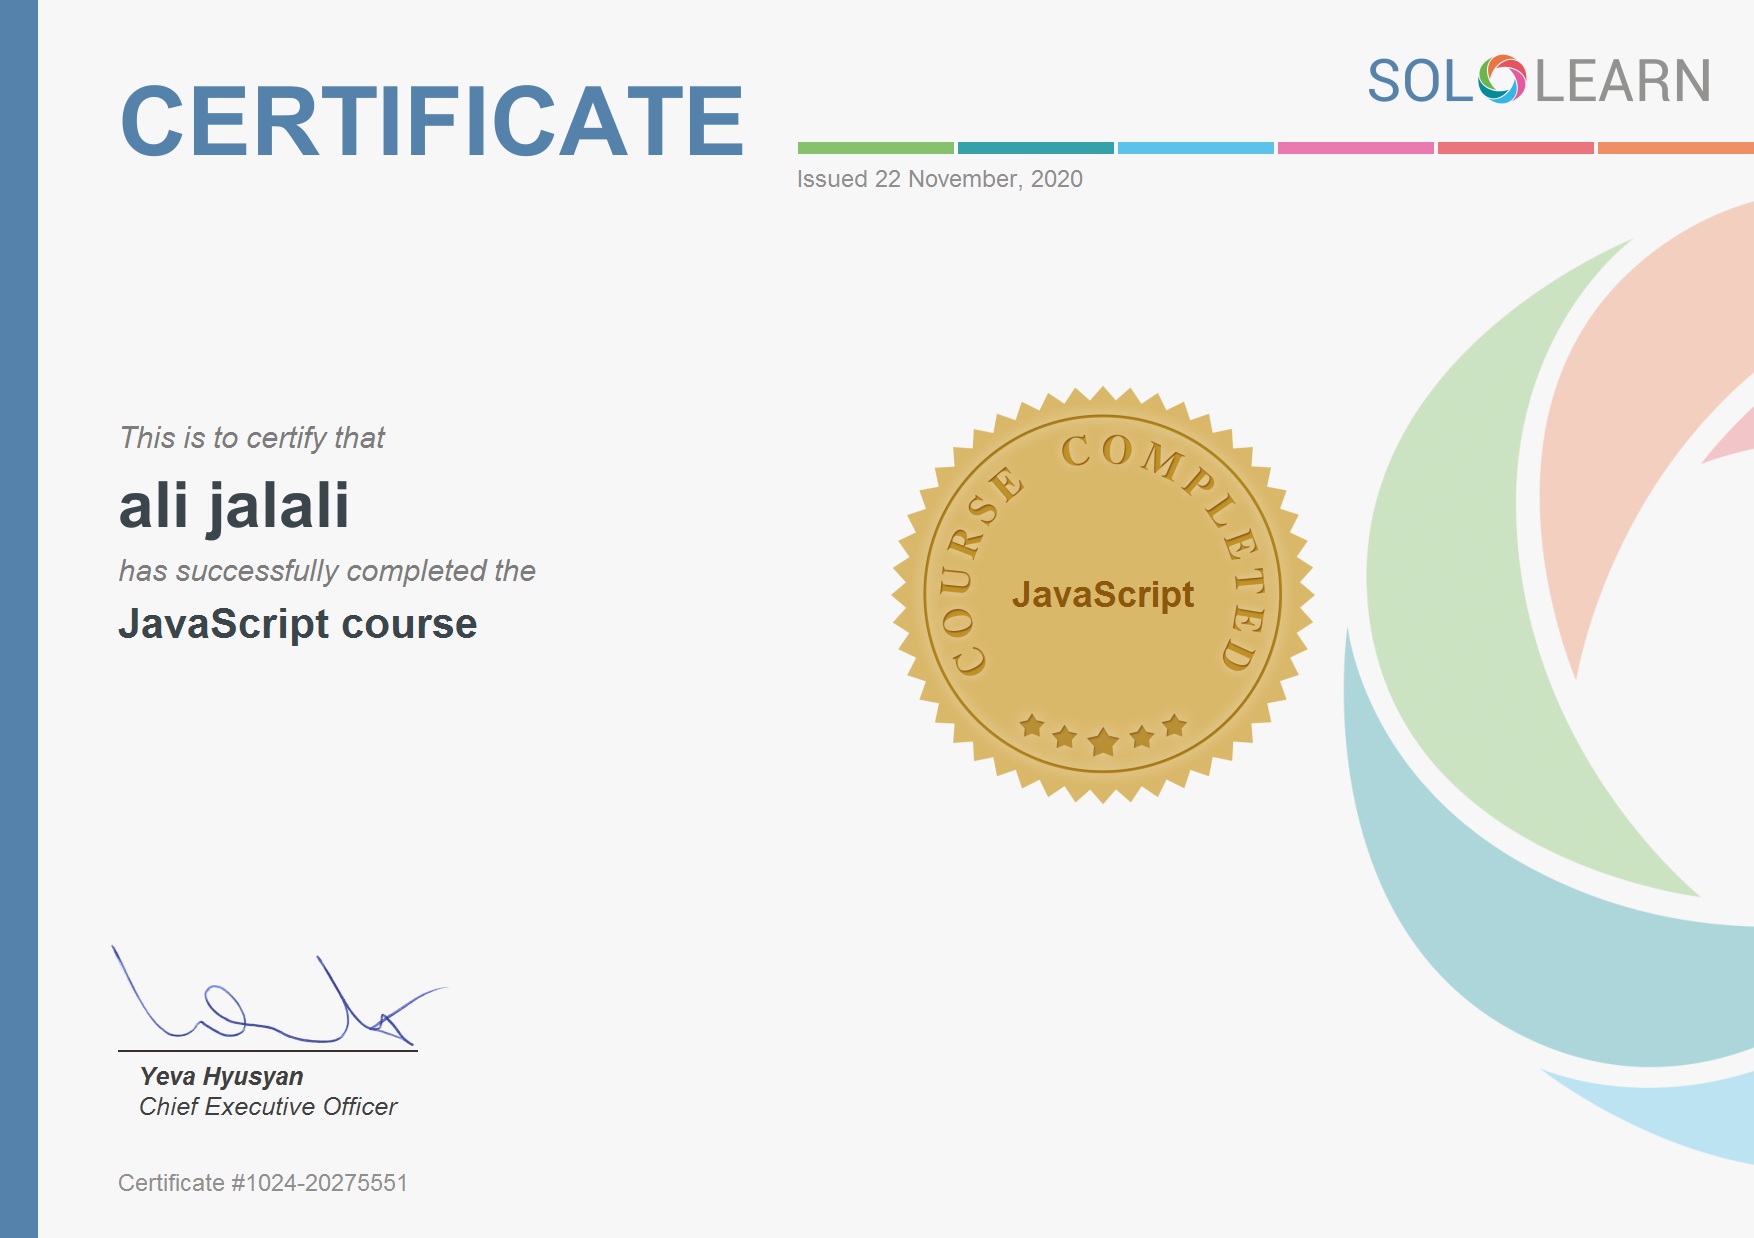 SOLOLEARN
CERTIFICATE
Issued 22 November, 2020
This is to certify that
ali jalali
has successfully completed the
JavaScript course
COURSE COMPLETED
JavaScript
Yeva Hyusyan
Chief Executive Officer
Certificate #1024-20275551